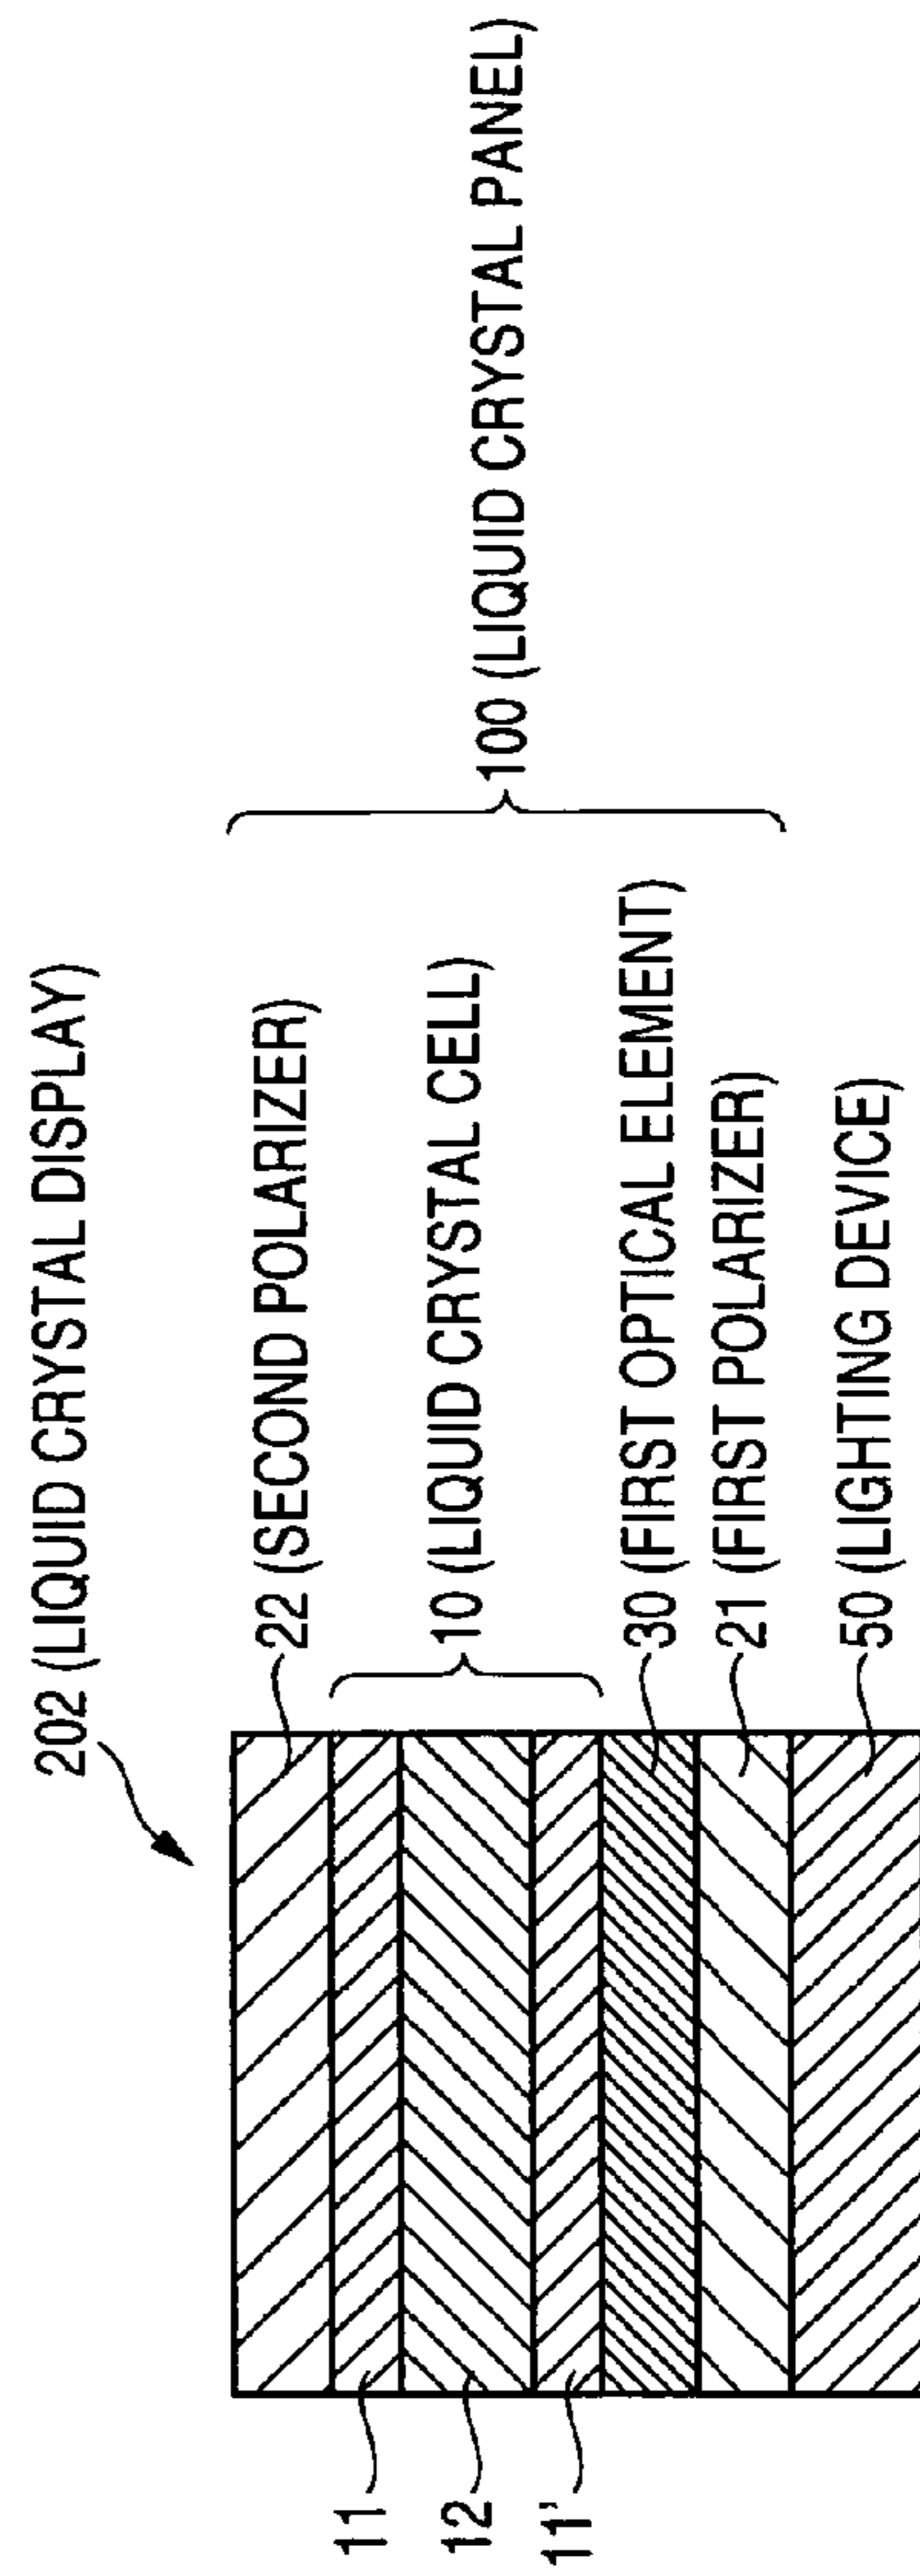 202 (LIQUID CRYSTAL DISPLAY)
22 (SECOND POLARIZER)
11
10 (LIQUID CRYSTAL CELL)
12
100 (LIQUID CRYSTAL PANEL)
11'
30 (FIRST OPTICAL ELEMENT)
21 (FIRST POLARIZER)
50 (LIGHTING DEVICE)